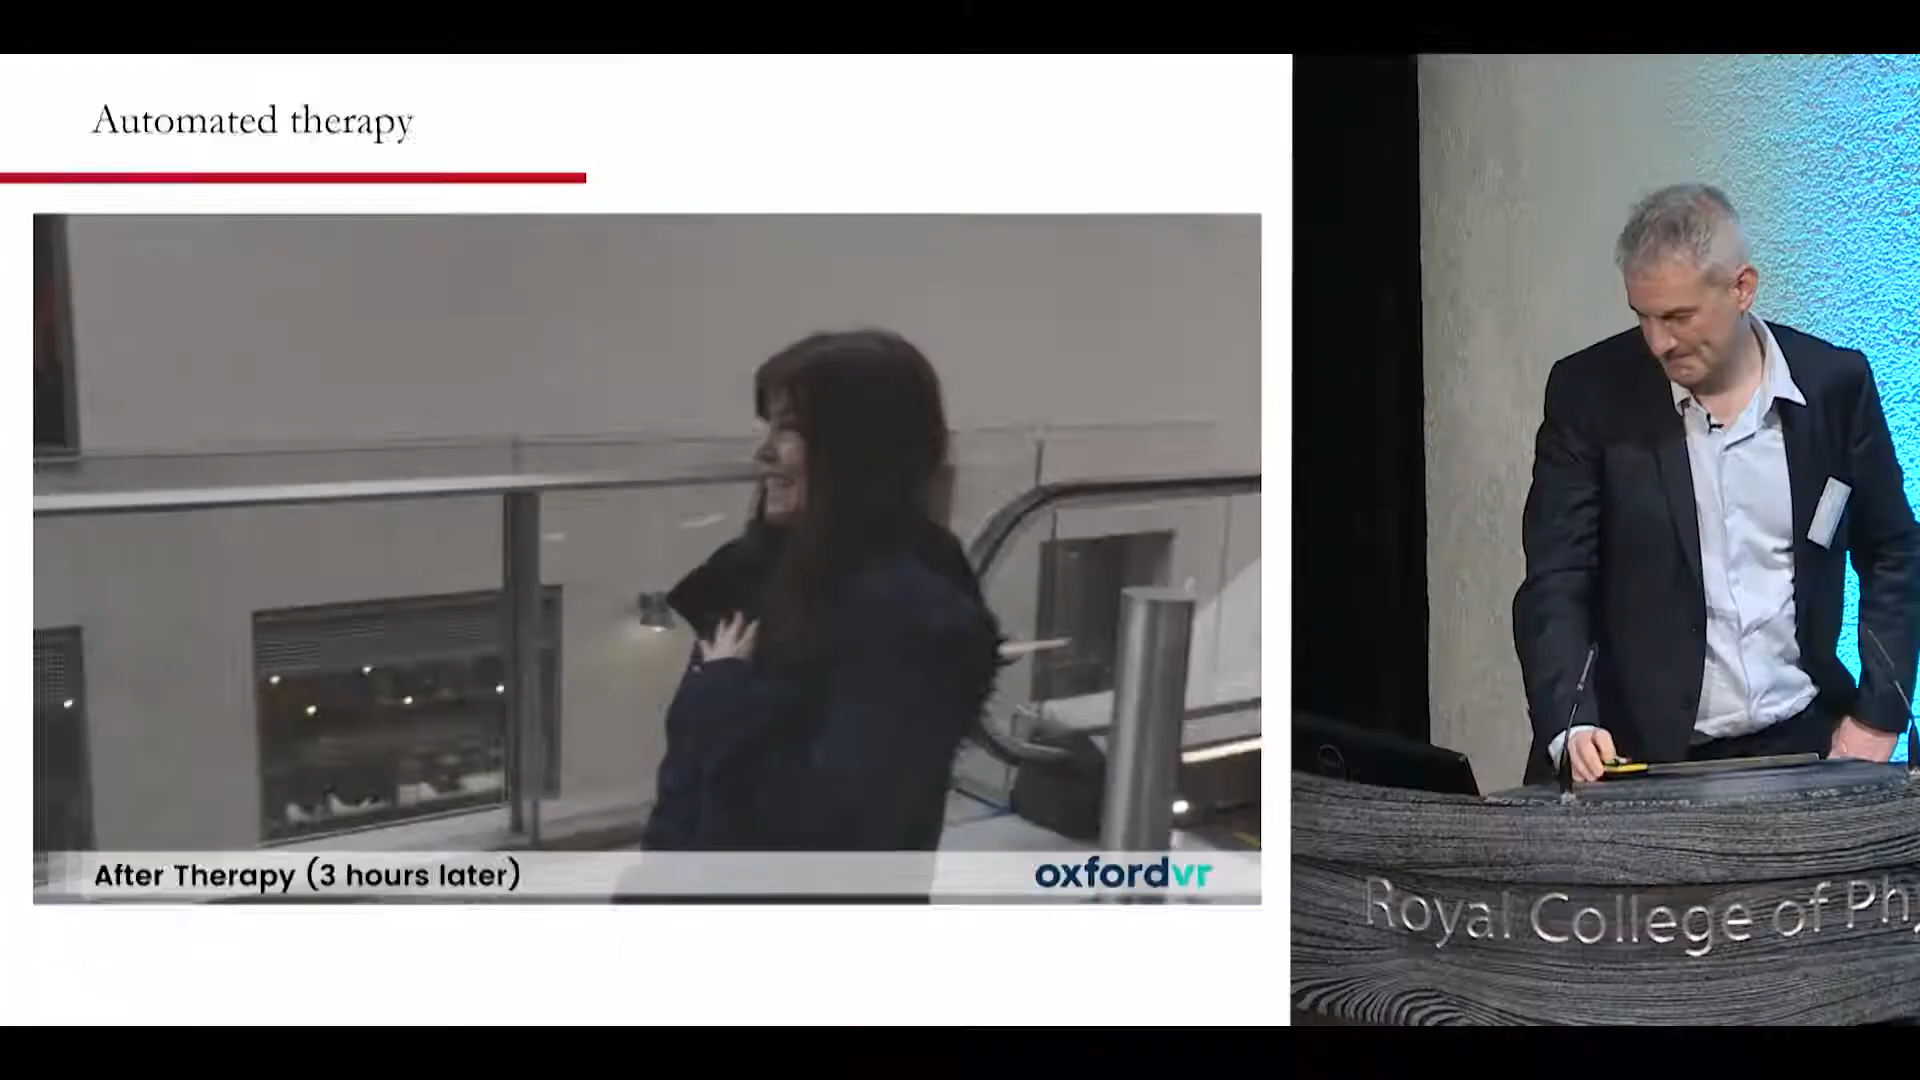 Automated therapy
After Therapy (3 hours later)
oxfordvr
Royal College of Ph